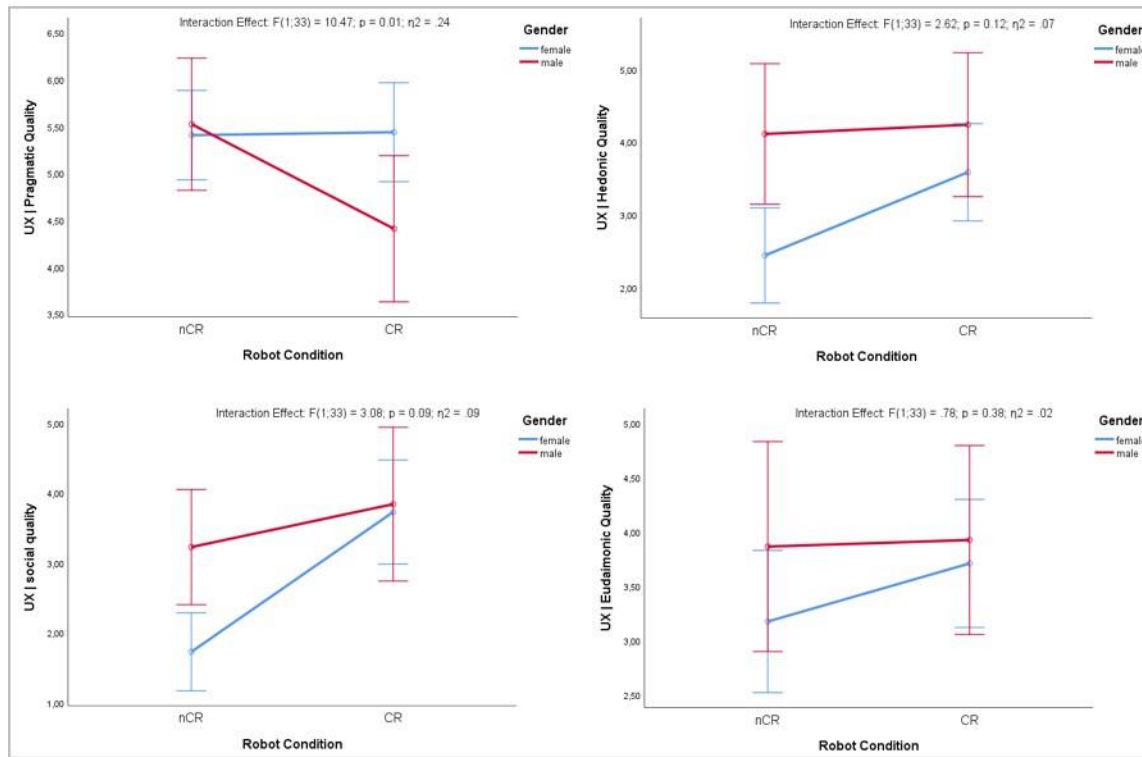 Interaction Effect: F(1;33) = 10.47; p = 0.01; η2 = .24
Gender
female
male
UX | Pragmatic Quality
6,50
6,00
5,50
5,00
4,50
4,00
3,50
nCR
CR
Robot Condition
Interaction Effect: F(1;33) = 2.62; p = 0.12; η2 = .07
Gender
female
male
UX | Hedonic Quality
5,00
4,00
3,00
2,00
nCR
CR
Robot Condition
Interaction Effect: F(1;33) = 3.08; p = 0.09; η2 = .09
Gender
female
male
UX | social quality
5,00
4,00
3,00
2,00
1,00
nCR
CR
Robot Condition
Interaction Effect: F(1;33) = .78; p = 0.38; η2 = .02
Gender
female
male
UX | Eudaimonic Quality
5,00
4,50
4,00
3,50
3,00
2,50
nCR
CR
Robot Condition